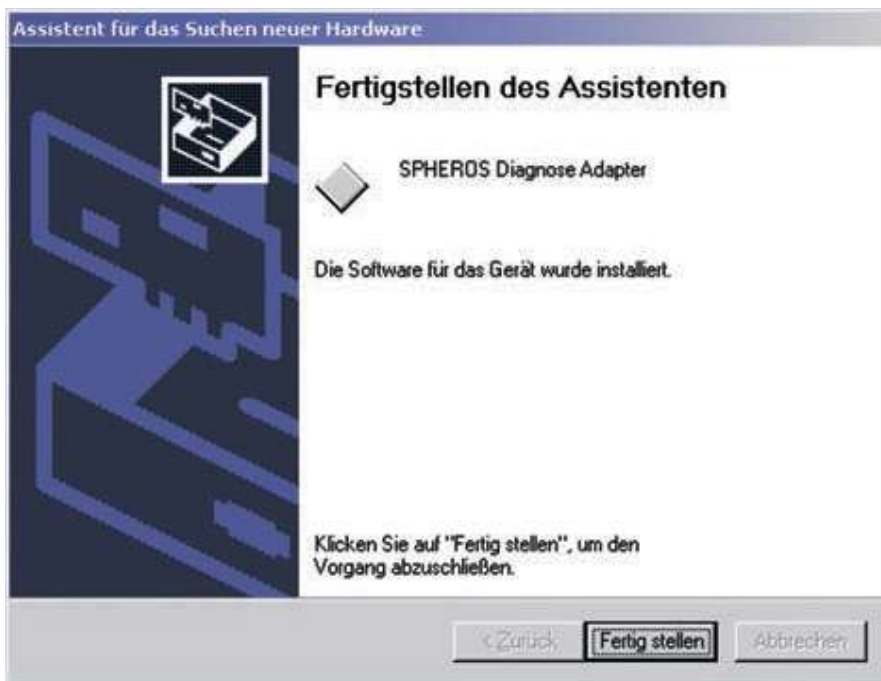 Assistent für das Suchen neuer Hardware
Fertigstellen des Assistenten
SPHEROS Diagnose Adapter
Die Software für das Gerät wurde installiert.
Klicken Sie auf "Fertig stellen", um den
Vorgang abzuschließen.
< Zurück
Fertig stellen
Abbrechen